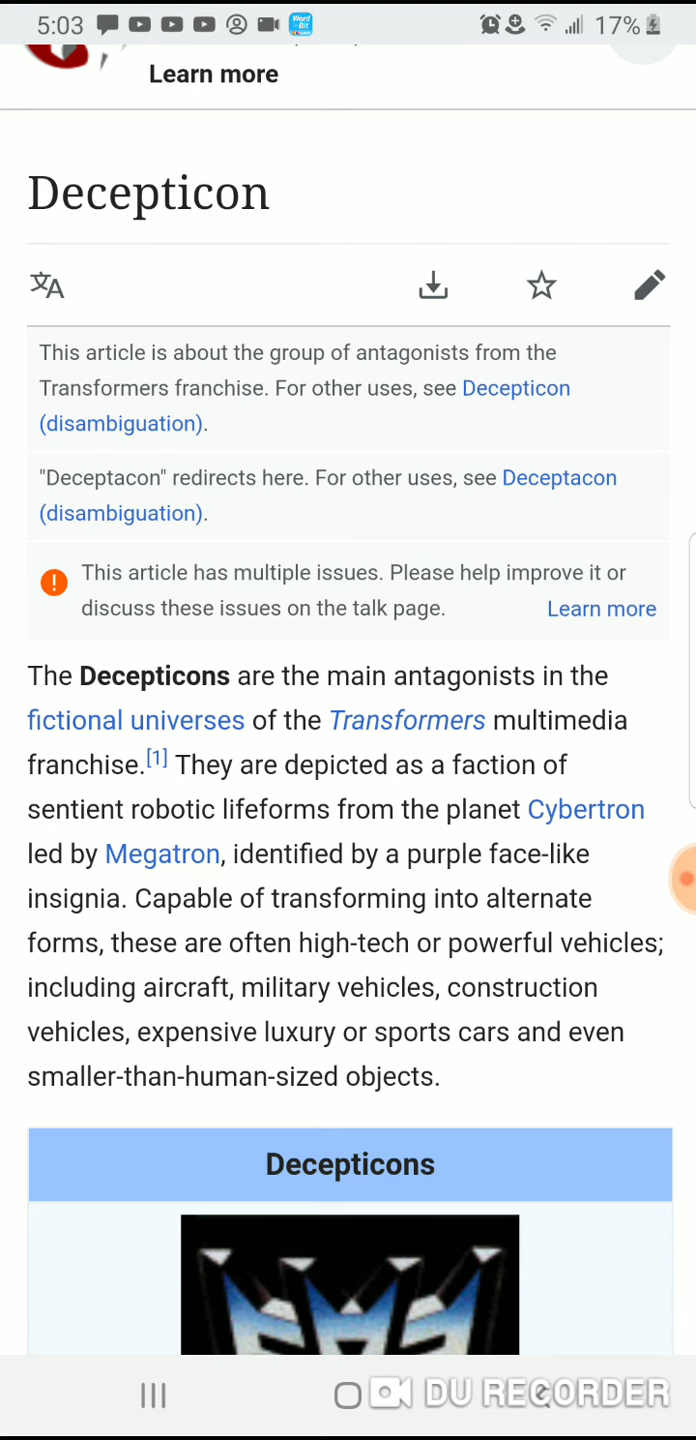 5:03
Word
Bit
17%
Learn more
Decepticon
文A
This article is about the group of antagonists from the
Transformers franchise. For other uses, see Decepticon
(disambiguation).
"Deceptacon" redirects here. For other uses, see Deceptacon
(disambiguation).
This article has multiple issues. Please help improve it or
discuss these issues on the talk page. Learn more
The Decepticons are the main antagonists in the
fictional universes of the Transformers multimedia
franchise.[1] They are depicted as a faction of
sentient robotic lifeforms from the planet Cybertron
led by Megatron, identified by a purple face-like
insignia. Capable of transforming into alternate
forms, these are often high-tech or powerful vehicles;
including aircraft, military vehicles, construction
vehicles, expensive luxury or sports cars and even
smaller-than-human-sized objects.
Decepticons
DU RECORDER